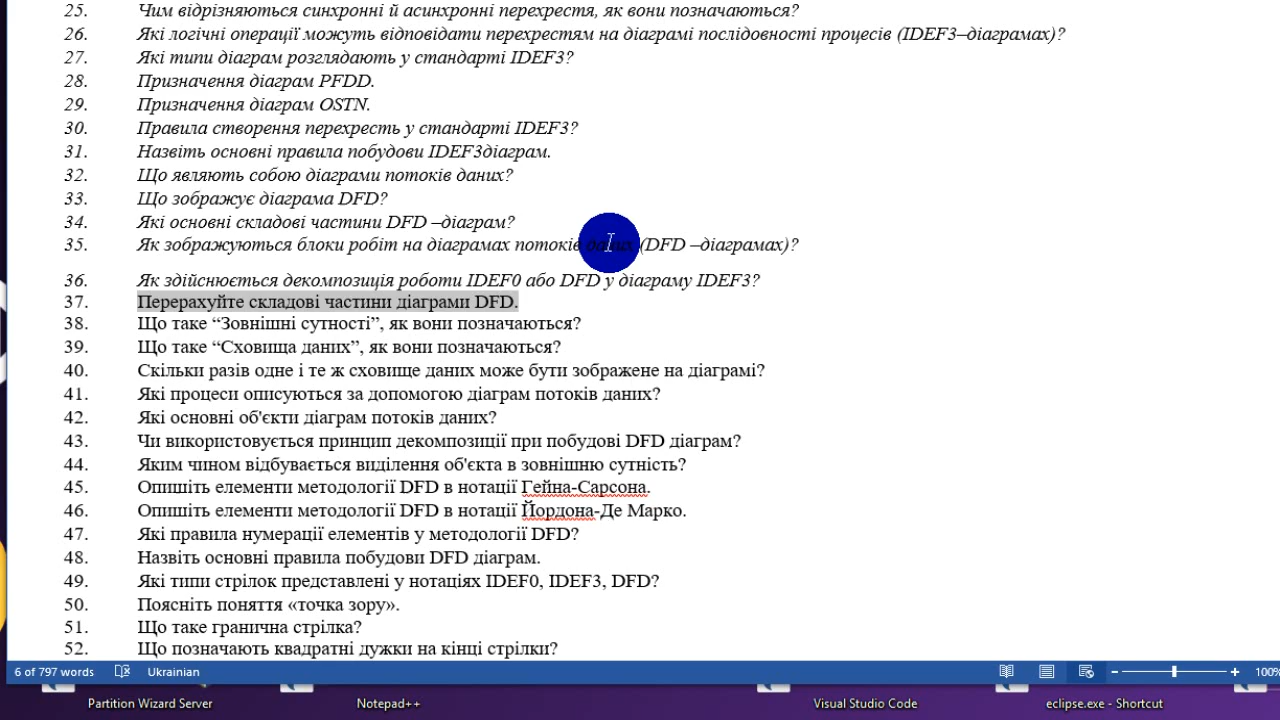 25. Чим відрізняються синхронні й асинхронні перехрестя, як вони позначаються?
26. Які логічні операції можуть відповідати перехрестям на діаграмі послідовності процесів (IDEF3–діаграмах)?
27. Які типи діаграм розглядають у стандарті IDEF3?
28. Призначення діаграм PFDD.
29. Призначення діаграм OSTN.
30. Правила створення перехресть у стандарті IDEF3?
31. Назвіть основні правила побудови IDEF3діаграм.
32. Що являють собою діаграми потоків даних?
33. Що зображує діаграма DFD?
34. Які основні складові частини DFD –діаграм?
35. Як зображуються блоки робіт на діаграмах потоків даних (DFD –діаграмах)?
36. Як здійснюється декомпозиція роботи IDEF0 або DFD у діаграму IDEF3?
37. Перерахуйте складові частини діаграми DFD.
38. Що таке “Зовнішні сутності”, як вони позначаються?
39. Що таке “Сховища даних”, як вони позначаються?
40. Скільки разів одне і те ж сховище даних може бути зображене на діаграмі?
41. Які процеси описуються за допомогою діаграм потоків даних?
42. Які основні об'єкти діаграм потоків даних?
43. Чи використовується принцип декомпозиції при побудові DFD діаграм?
44. Яким чином відбувається виділення об'єкта в зовнішню сутність?
45. Опишіть елементи методології DFD в нотації Гейна-Сарсона.
46. Опишіть елементи методології DFD в нотації Йордона-Де Марко.
47. Які правила нумерації елементів у методології DFD?
48. Назвіть основні правила побудови DFD діаграм.
49. Які типи стрілок представлені у нотаціях IDEF0, IDEF3, DFD?
50. Поясніть поняття «точка зору».
51. Що таке гранична стрілка?
52. Що позначають квадратні дужки на кінці стрілки?
6 of 797 words Ukrainian 100%
Partition Wizard Server Notepad++ Visual Studio Code eclipse.exe - Shortcut